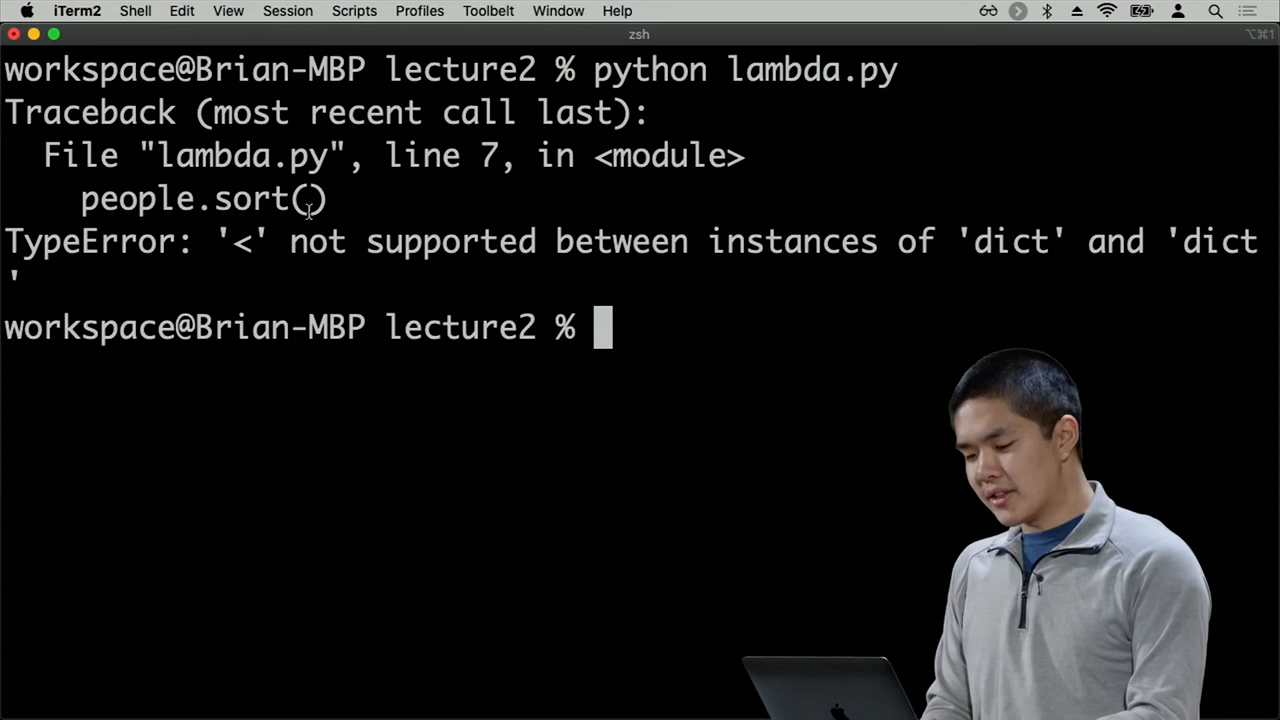 iTerm2 Shell Edit View Session Scripts Profiles Toolbelt Window Help
zsh
⌥⌘1
workspace@Brian-MBP lecture2 % python lambda.py
Traceback (most recent call last):
File "lambda.py", line 7, in <module>
people.sort()
TypeError: '<' not supported between instances of 'dict' and 'dict
'
workspace@Brian-MBP lecture2 %